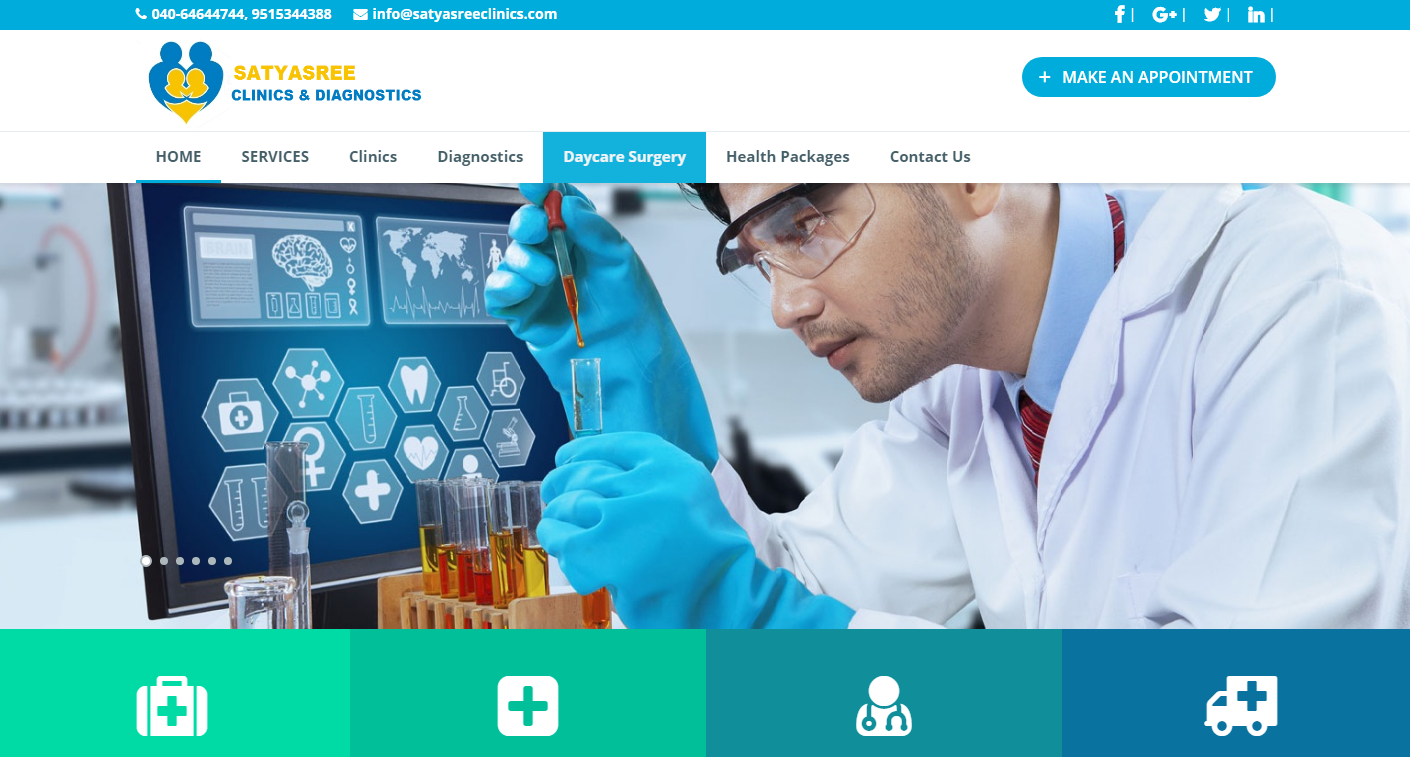 040-64644744, 9515344388 info@satyasreeclinics.com
f | G+ | | in |
SATYASREE
CLINICS & DIAGNOSTICS
+ MAKE AN APPOINTMENT
HOME SERVICES Clinics Diagnostics Daycare Surgery Health Packages Contact Us
X
BRAIN